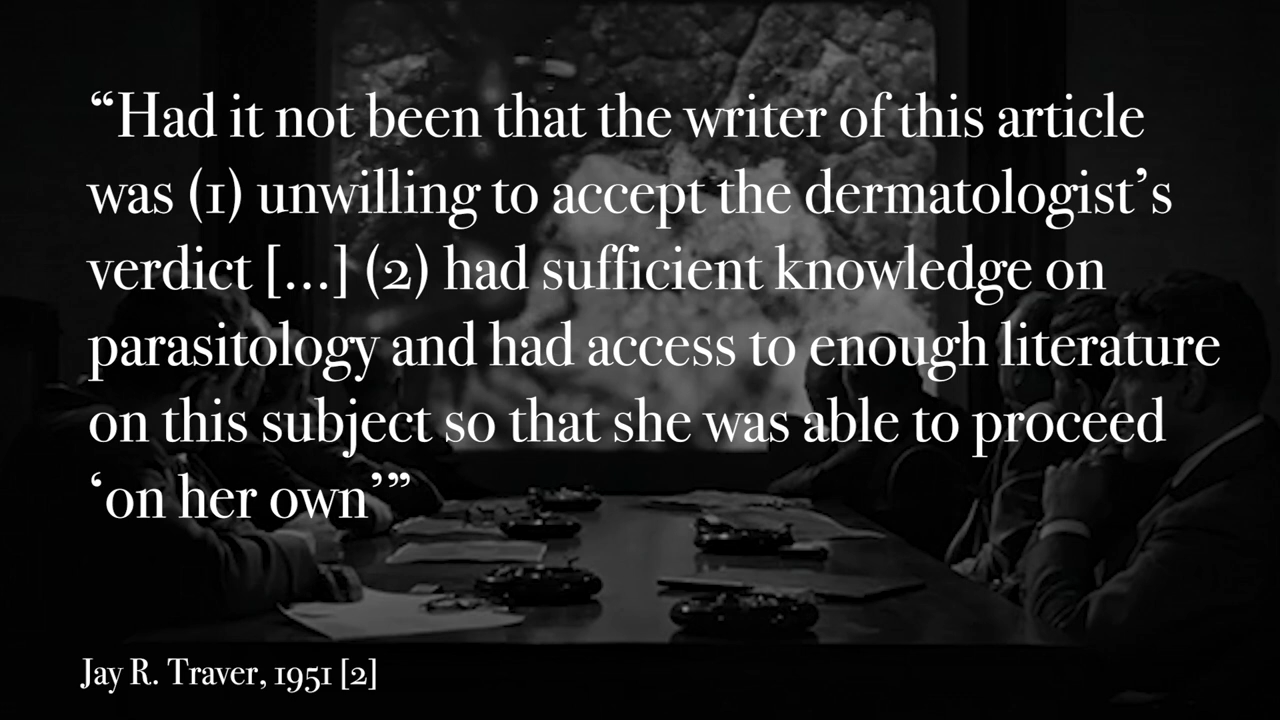 “Had it not been that the writer of this article
was (1) unwilling to accept the dermatologist’s
verdict [...] (2) had sufficient knowledge on
parasitology and had access to enough literature
on this subject so that she was able to proceed
‘on her own’”
Jay R. Traver, 1951 [2]